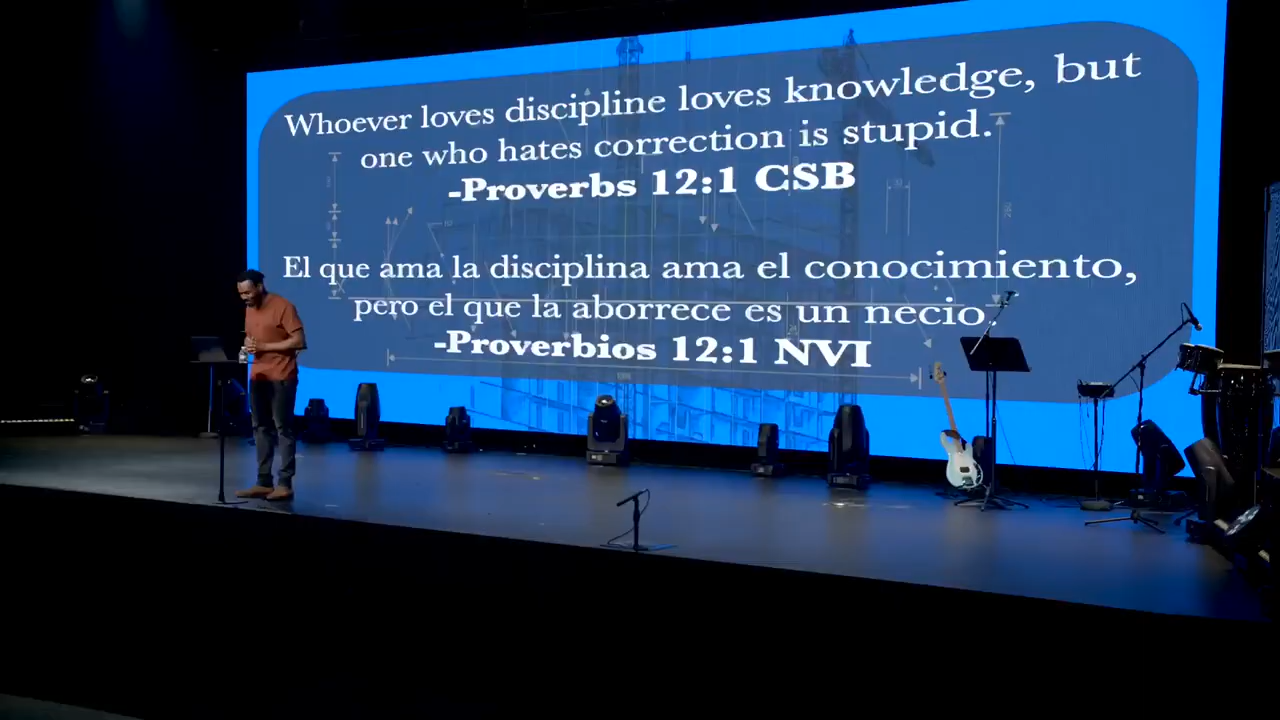 Whoever loves discipline loves knowledge, but
one who hates correction is stupid.
-Proverbs 12:1 CSB
El que ama la disciplina ama el conocimiento,
pero el que la aborrece es un necio.
-Proverbios 12:1 NVI